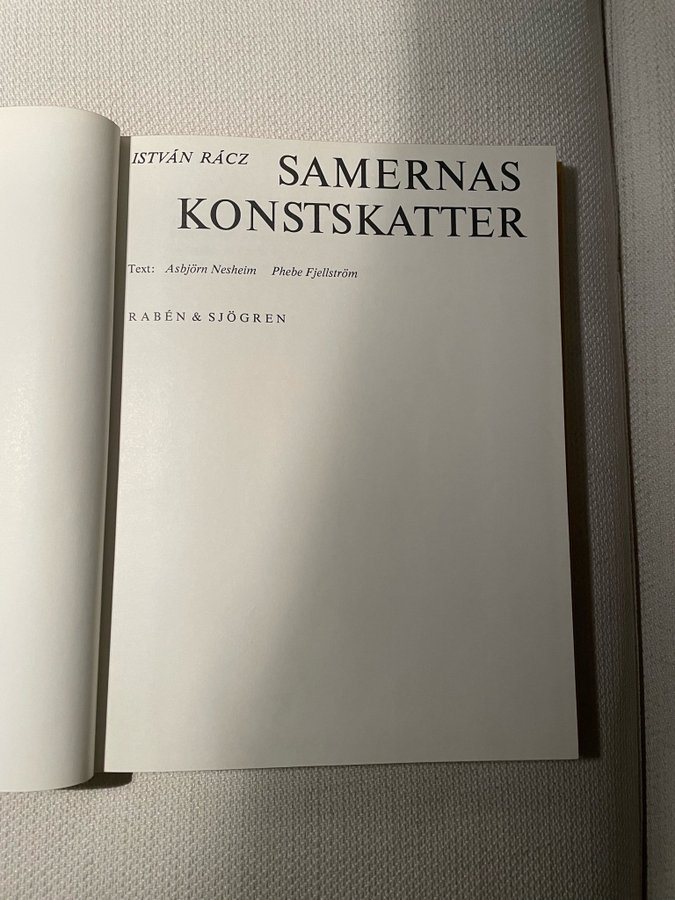 ISTVÁN RÁCZ SAMERNAS
KONSTSKATTER
Text: Asbjörn Nesheim Phebe Fjellström
RABÉN & SJÖGREN